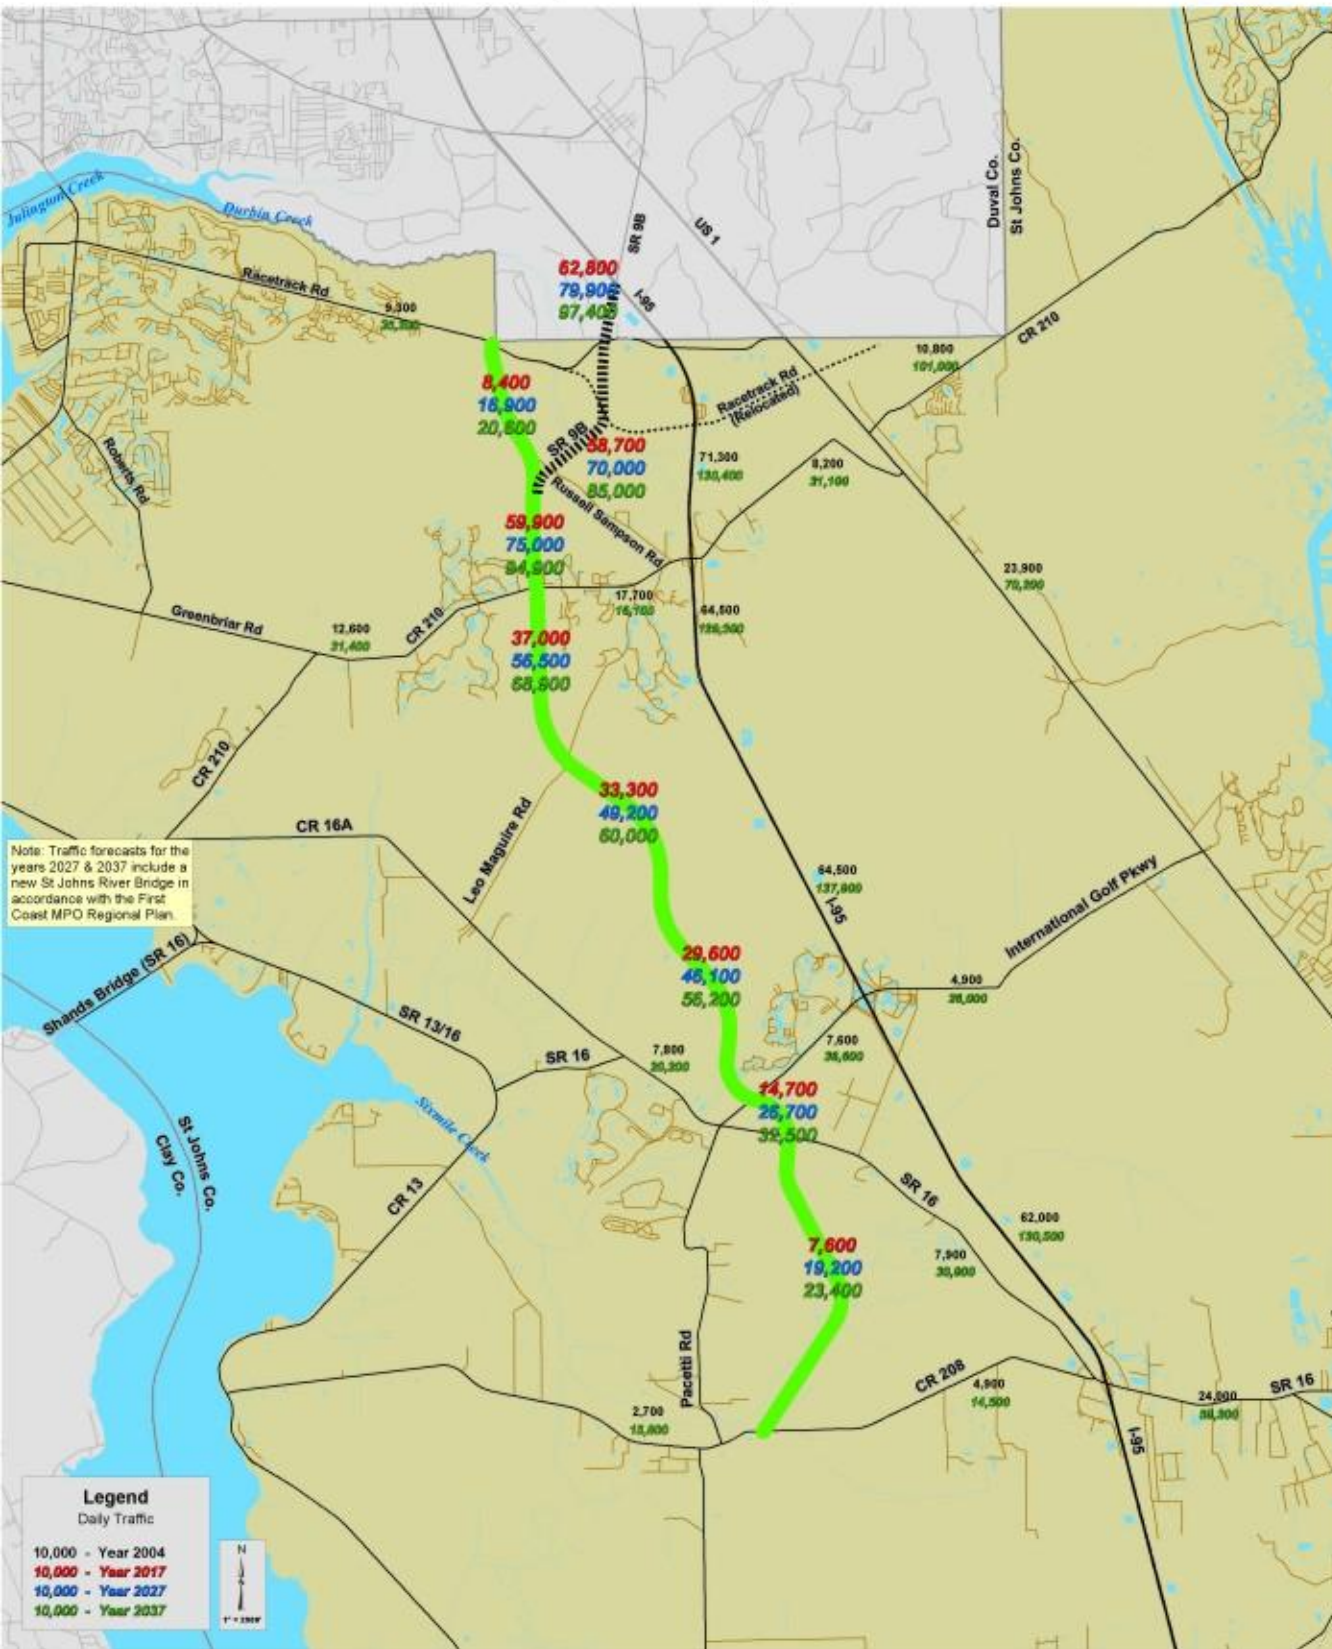 Duval Co.
St Johns Co.
Julington Creek
Durbin Creek
SR 9B
US 1
I-95
62,800
79,900
97,400
Racetrack Rd
9,300
CR 210
10,800
101,000
8,400
16,900
20,600
Racetrack Rd
(Relocated)
SR 9B
58,700
70,000
85,000
71,300
130,400
8,200
31,100
Roberts Rd
Russell Sampson Rd
59,900
75,000
94,900
23,900
70,200
17,700
64,500
Greenbriar Rd
12,600
31,400
CR 210
37,000
56,500
68,900
CR 210
33,300
49,200
60,000
CR 16A
Leo Maguire Rd
Note: Traffic forecasts for the
years 2027 & 2037 include a
new St Johns River Bridge in
accordance with the First
Coast MPO Regional Plan.
64,500
137,900
I-95
International Golf Pkwy
Shands Bridge (SR 16)
29,600
46,100
56,200
4,900
26,000
SR 13/16
SR 16
7,800
20,200
7,600
36,600
14,700
26,700
32,500
Sixmile Creek
St Johns Co.
Clay Co.
CR 13
SR 16
62,000
130,500
7,600
19,200
23,400
7,900
30,900
Pacetti Rd
CR 208
4,900
14,500
SR 16
24,000
2,700
I-95
Legend
Daily Traffic
10,000 - Year 2004
10,000 - Year 2017
10,000 - Year 2027
10,000 - Year 2037
N